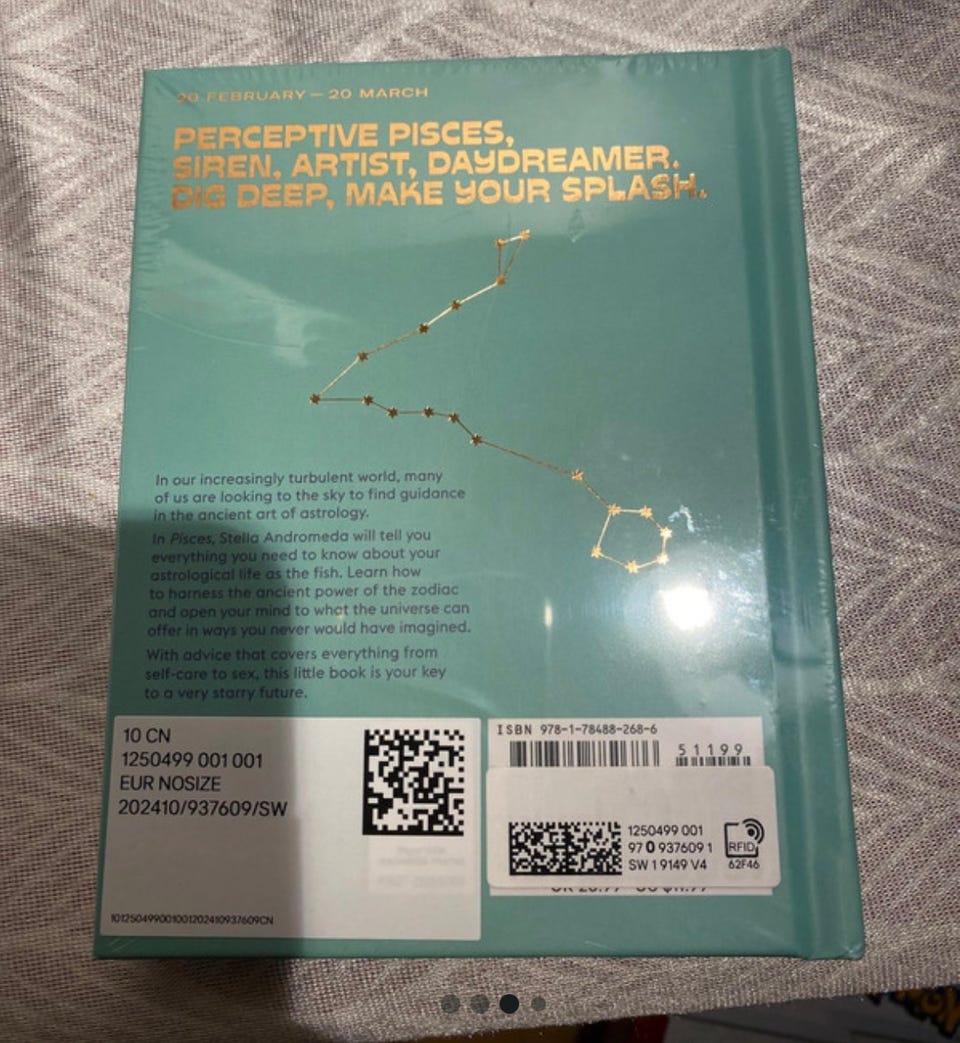 20 FEBRUARY — 20 MARCH
PERCEPTIVE PISCES,
SIREN, ARTIST, DAYDREAMER.
DIG DEEP, MAKE YOUR SPLASH.
In our increasingly turbulent world, many
of us are looking to the sky to find guidance
in the ancient art of astrology.
In Pisces, Stella Andromeda will tell you
everything you need to know about your
astrological life as the fish. Learn how
to harness the ancient power of the zodiac
and open your mind to what the universe can
offer in ways you never would have imagined.
With advice that covers everything from
self-care to sex, this little book is your key
to a very starry future.
10 CN
1250499 001 001
EUR NOSIZE
202410/937609/SW
101250499001001202410937609CN
ISBN 978-1-78488-268-6
51199
1250499 001
97 0 937609 1
SW 1 9149 V4
RFID
62F46